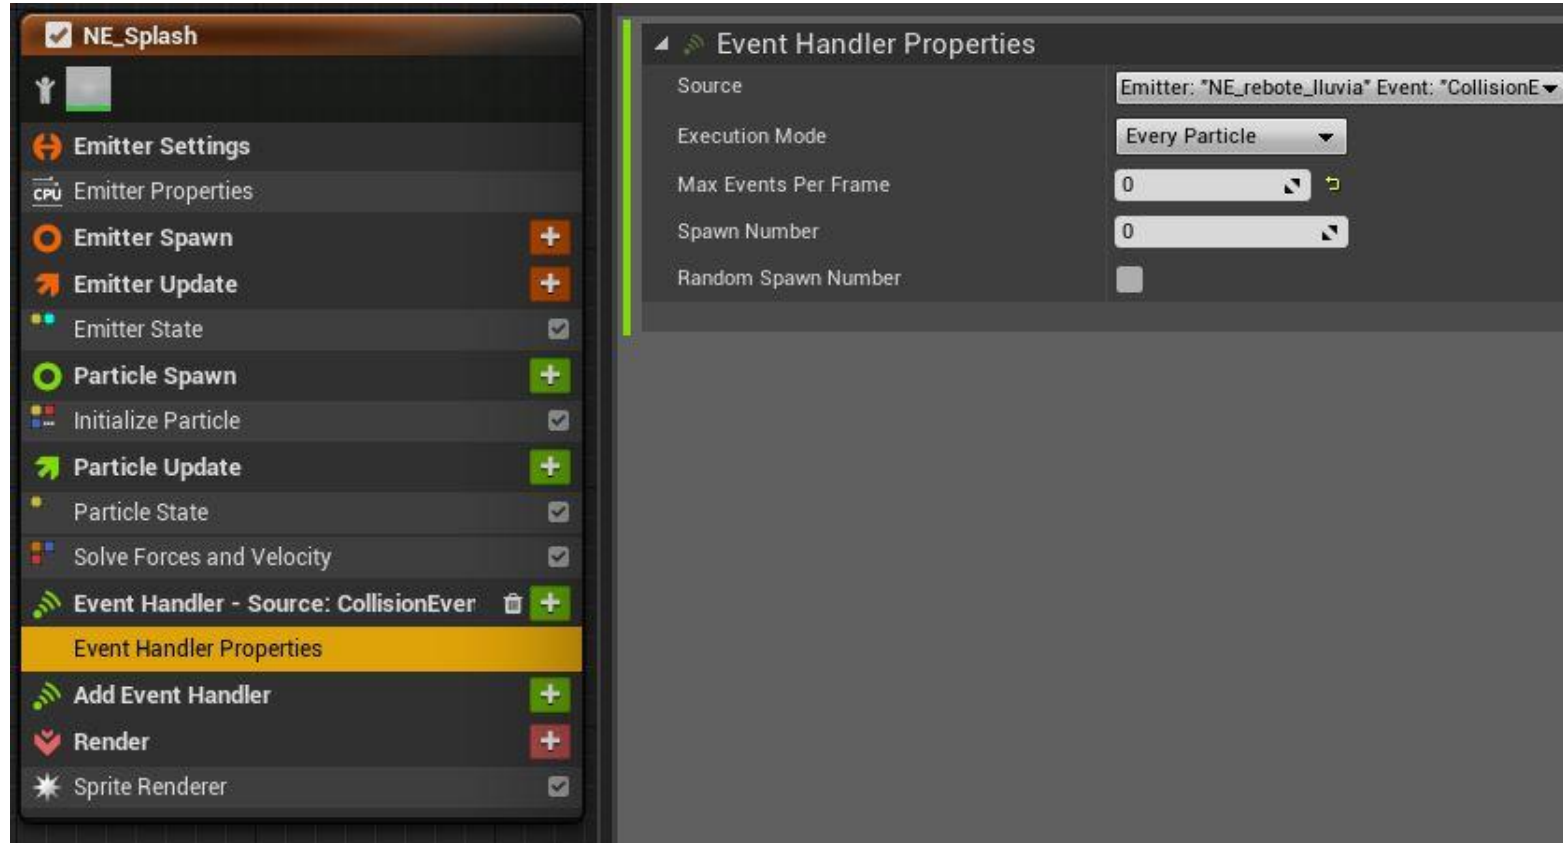 NE_Splash
Emitter Settings
CPU Emitter Properties
Emitter Spawn
Emitter Update
Emitter State
Particle Spawn
Initialize Particle
Particle Update
Particle State
Solve Forces and Velocity
Event Handler - Source: CollisionEver
Event Handler Properties
Add Event Handler
Render
Sprite Renderer
Event Handler Properties
Source Emitter: "NE_rebote_lluvia" Event: "CollisionE
Execution Mode Every Particle
Max Events Per Frame 0
Spawn Number 0
Random Spawn Number